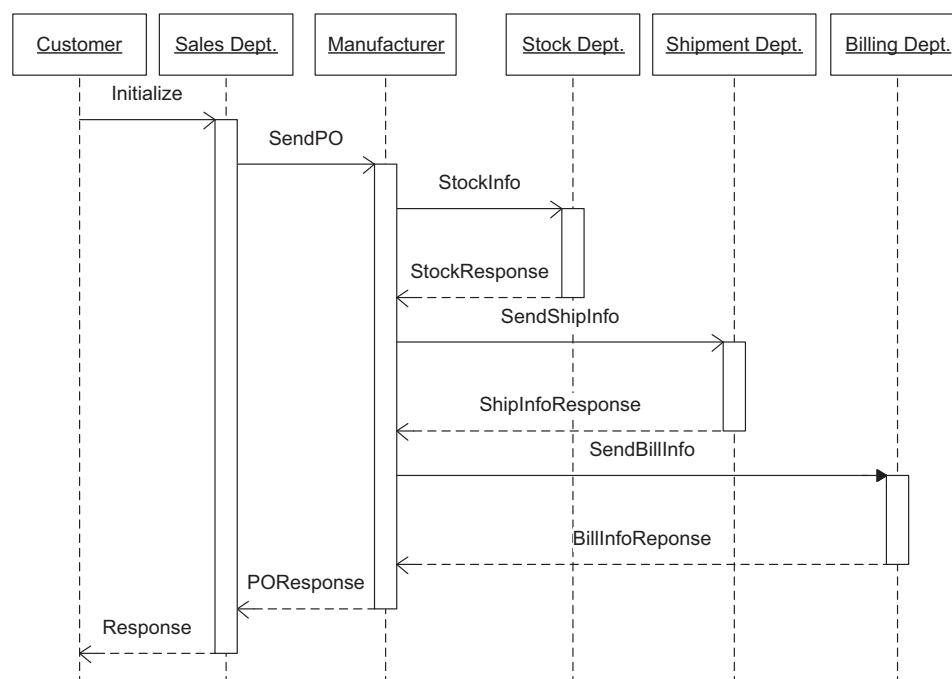 Customer
Sales Dept.
Manufacturer
Stock Dept.
Shipment Dept.
Billing Dept.
Initialize
SendPO
StockInfo
StockResponse
SendShipInfo
ShipInfoResponse
SendBillInfo
BillInfoReponse
POResponse
Response